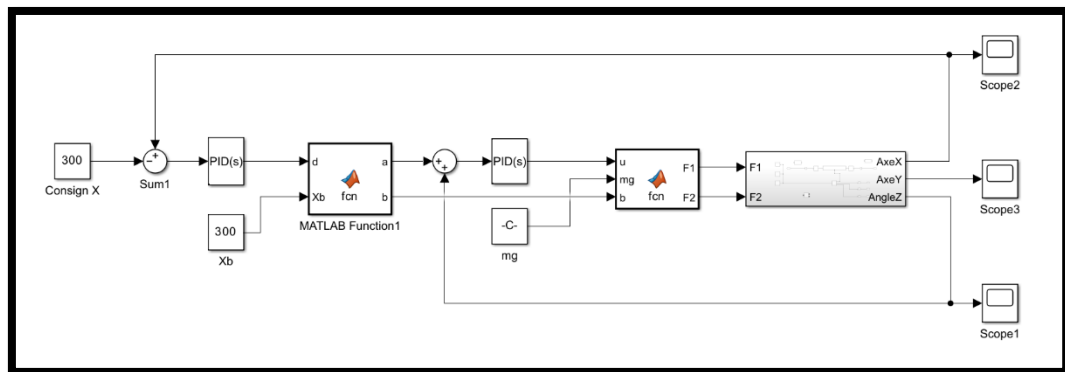 Scope2
300
Consign X
Sum1
PID(s)
d
Xb
fcn
a
b
MATLAB Function1
300
Xb
PID(s)
-C-
mg
u
mg
b
fcn
F1
F2
F1
F2
AxeX
AxeY
AngleZ
Scope3
Scope1